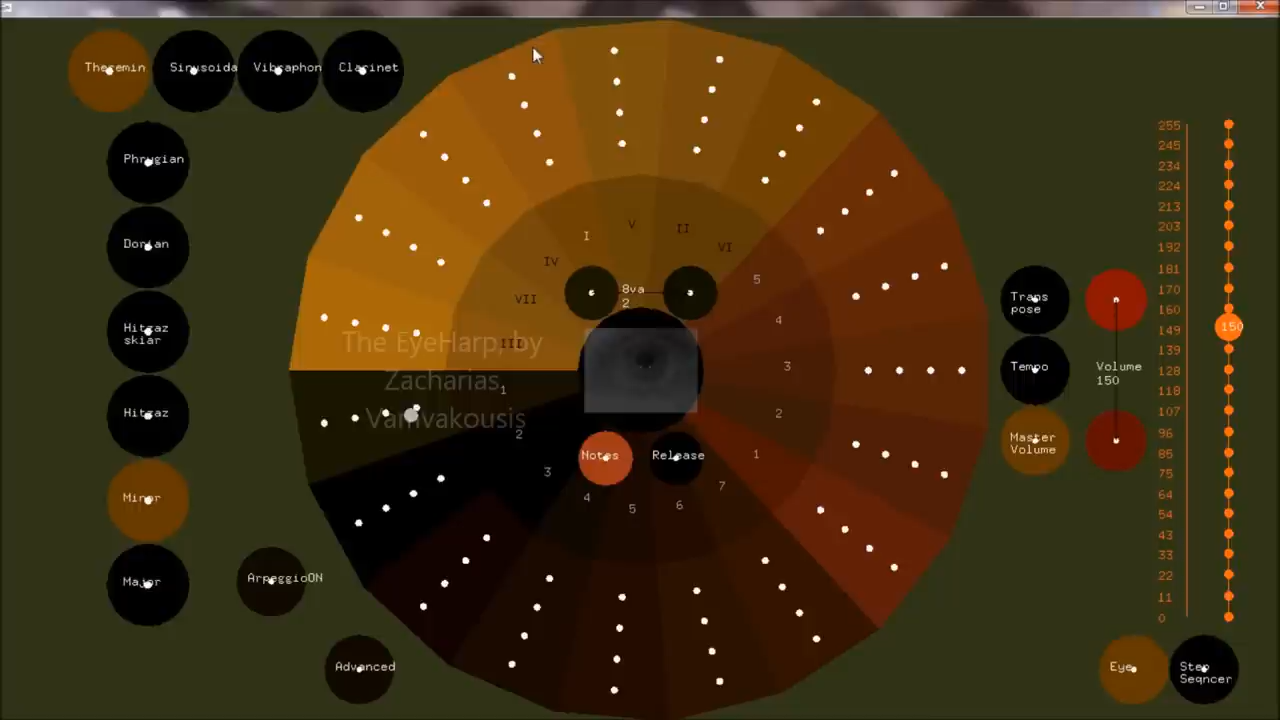 Theremin Sinusoida Vibraphon Clarinet
Phrygian
Dorian
Hitzaz
skiar
Hitzaz
Minor
Major
ArpeggioON
Advanced
I V II VI
IV
VII
III
8va
2
5
4
3
2
1
1
2
3
4
5
6
7
The EyeHarp, by
Zacharias
Vamvakousis
Notes Release
Trans
pose
Tempo
Master
Volume
Volume
150
255
245
234
224
213
203
192
181
170
160
149
139
128
118
107
96
85
75
64
54
43
33
22
11
0
150
Eye
Step
Seqncer